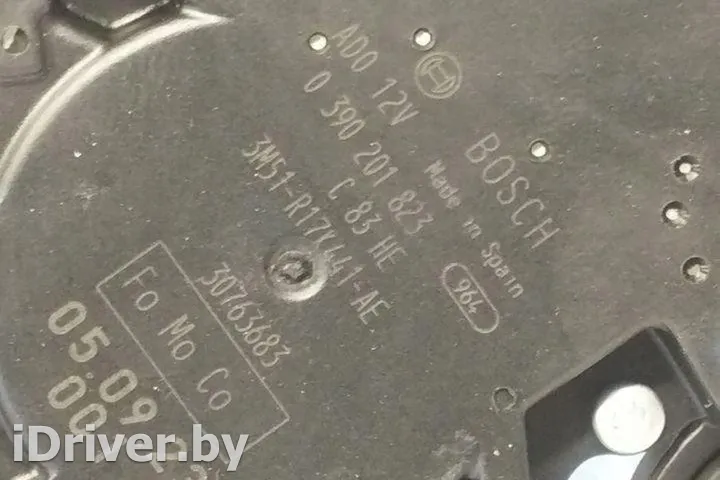 AD0 12V
0 390 201 823
C 83 HE
3M51-R17K441-AE
30763683
Fo Mo Co
BOSCH
Made in Spain
964
05.09
00
iDriver.by